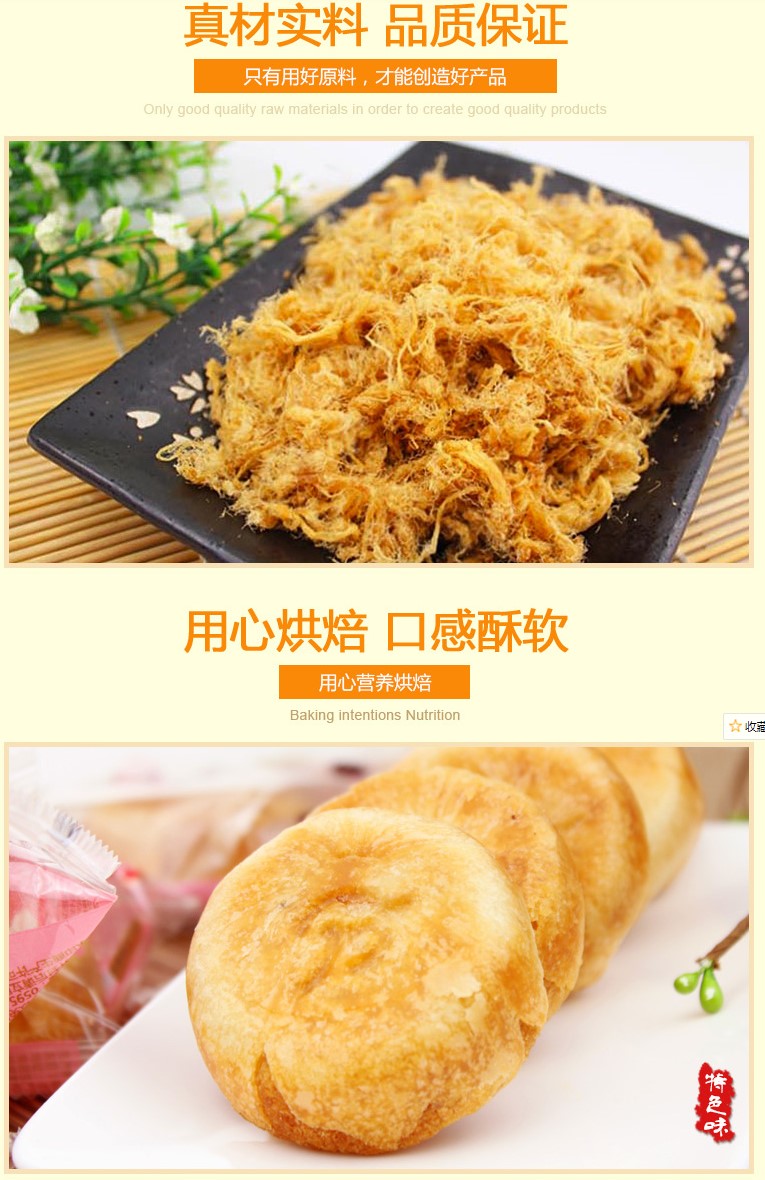 真材实料 品质保证
只有用好原料，才能创造好产品
Only good quality raw materials in order to create good quality products
用心烘焙 口感酥软
用心营养烘焙
Baking intentions Nutrition
收藏
特色味